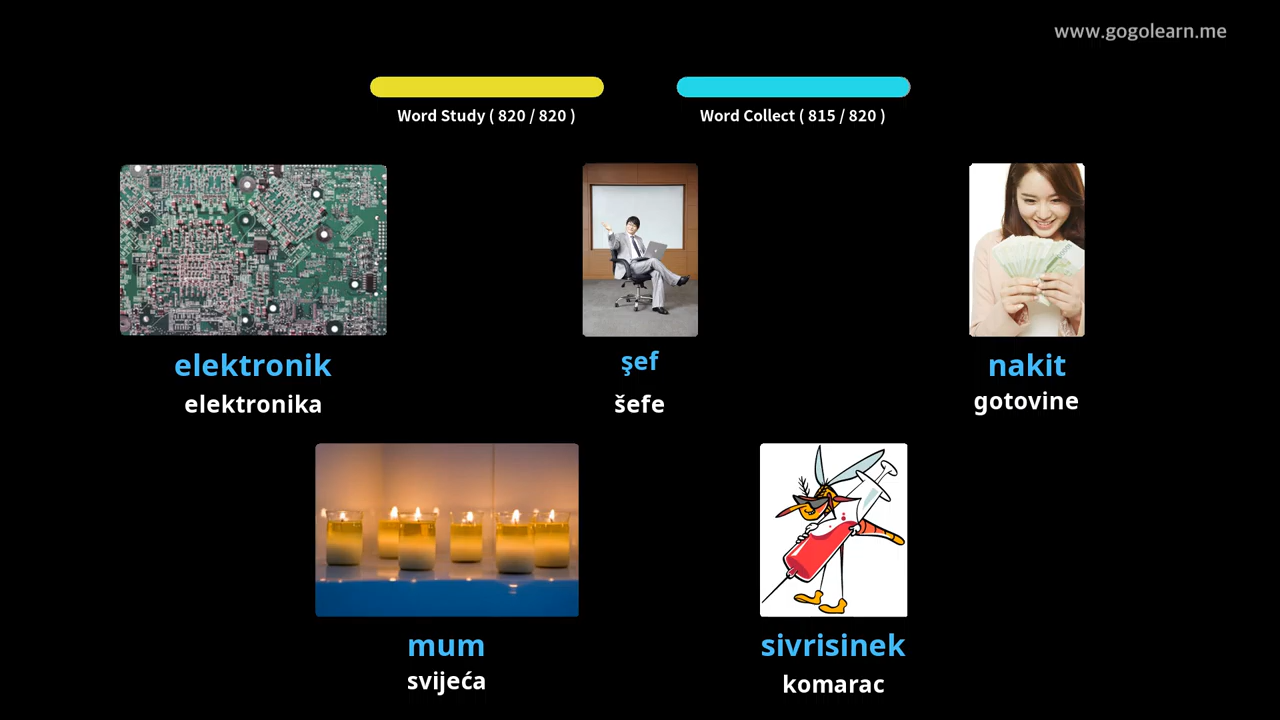 www.gogolearn.me
Word Study ( 820 / 820 )
Word Collect ( 815 / 820 )
elektronik
elektronika
şef
šefe
nakit
gotovine
mum
svijeća
sivrisinek
komarac